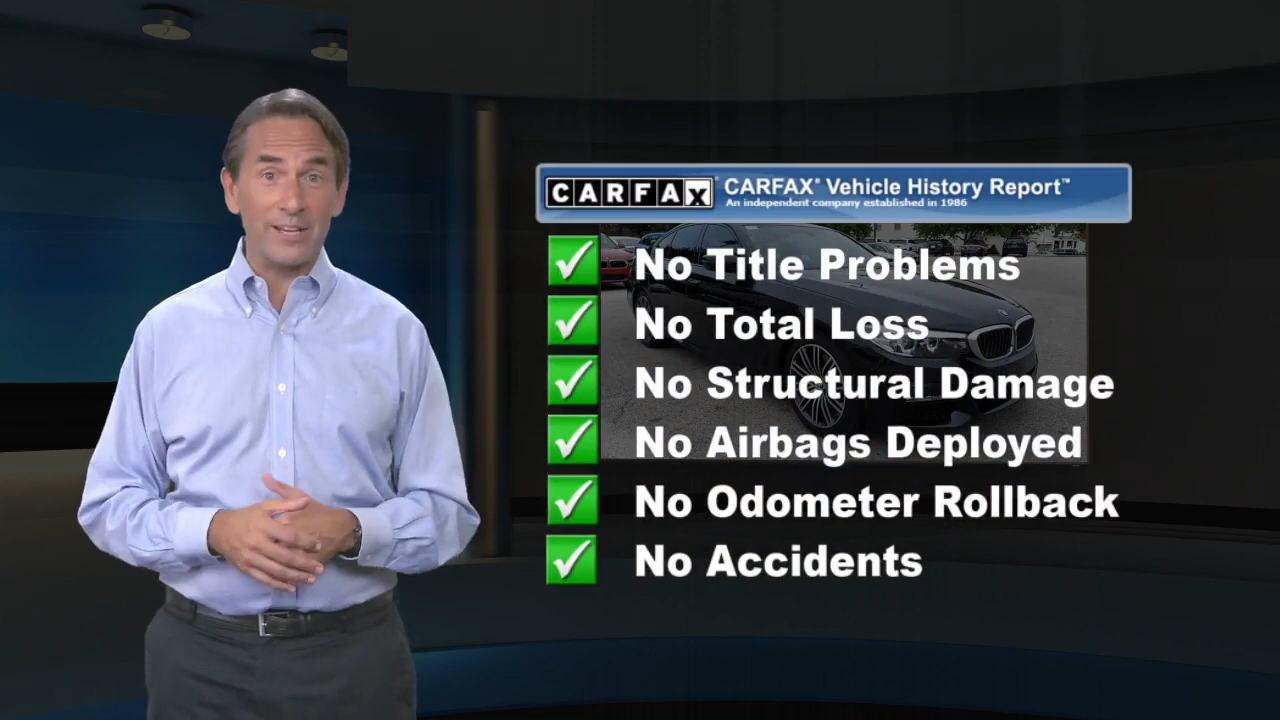 CARFAX
CARFAX® Vehicle History Report™
An independent company established in 1986
No Title Problems
No Total Loss
No Structural Damage
No Airbags Deployed
No Odometer Rollback
No Accidents